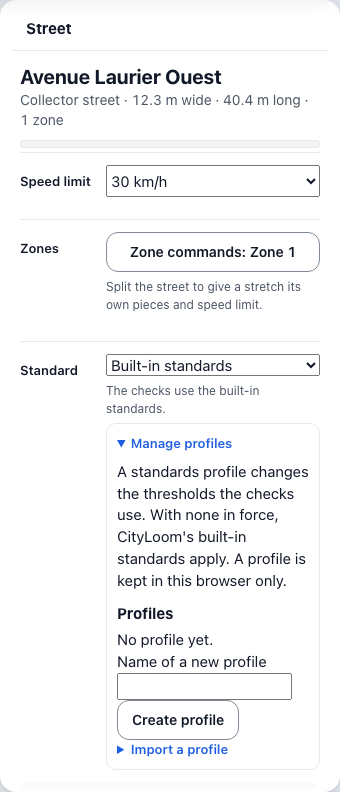 Street
Avenue Laurier Ouest
Collector street · 12.3 m wide · 40.4 m long ·
1 zone
Speed limit
30 km/h
Zones
Zone commands: Zone 1
Split the street to give a stretch its
own pieces and speed limit.
Standard
Built-in standards
The checks use the built-in
standards.
Manage profiles
A standards profile changes
the thresholds the checks
use. With none in force,
CityLoom's built-in
standards apply. A profile is
kept in this browser only.
Profiles
No profile yet.
Name of a new profile
Create profile
Import a profile